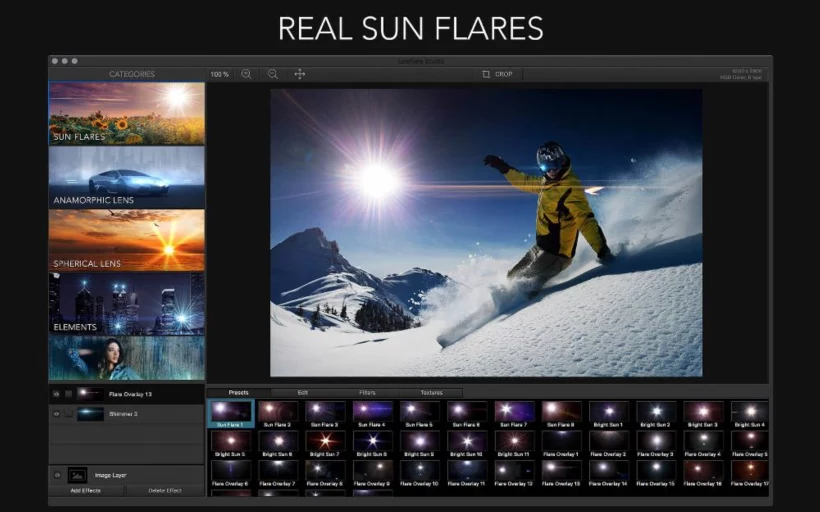 REAL SUN FLARES
CATEGORIES
100 %
CROP
SUN FLARES
ANAMORPHIC LENS
SPHERICAL LENS
ELEMENTS
Flare Overlay 13
Shimmer 3
Image Layer
Add Effects
Delete Effect
Presets
Edit
Filters
Textures
Sun Flare 1
Sun Flare 2
Sun Flare 3
Sun Flare 4
Sun Flare 5
Sun Flare 6
Sun Flare 7
Sun Flare 8
Bright Sun 1
Bright Sun 2
Bright Sun 3
Bright Sun 4
Bright Sun 5
Bright Sun 6
Bright Sun 7
Bright Sun 8
Bright Sun 9
Bright Sun 10
Bright Sun 11
Flare Overlay 1
Flare Overlay 2
Flare Overlay 3
Flare Overlay 4
Flare Overlay 5
Flare Overlay 6
Flare Overlay 7
Flare Overlay 8
Flare Overlay 9
Flare Overlay 10
Flare Overlay 11
Flare Overlay 12
Flare Overlay 13
Flare Overlay 14
Flare Overlay 15
Flare Overlay 16
Flare Overlay 17